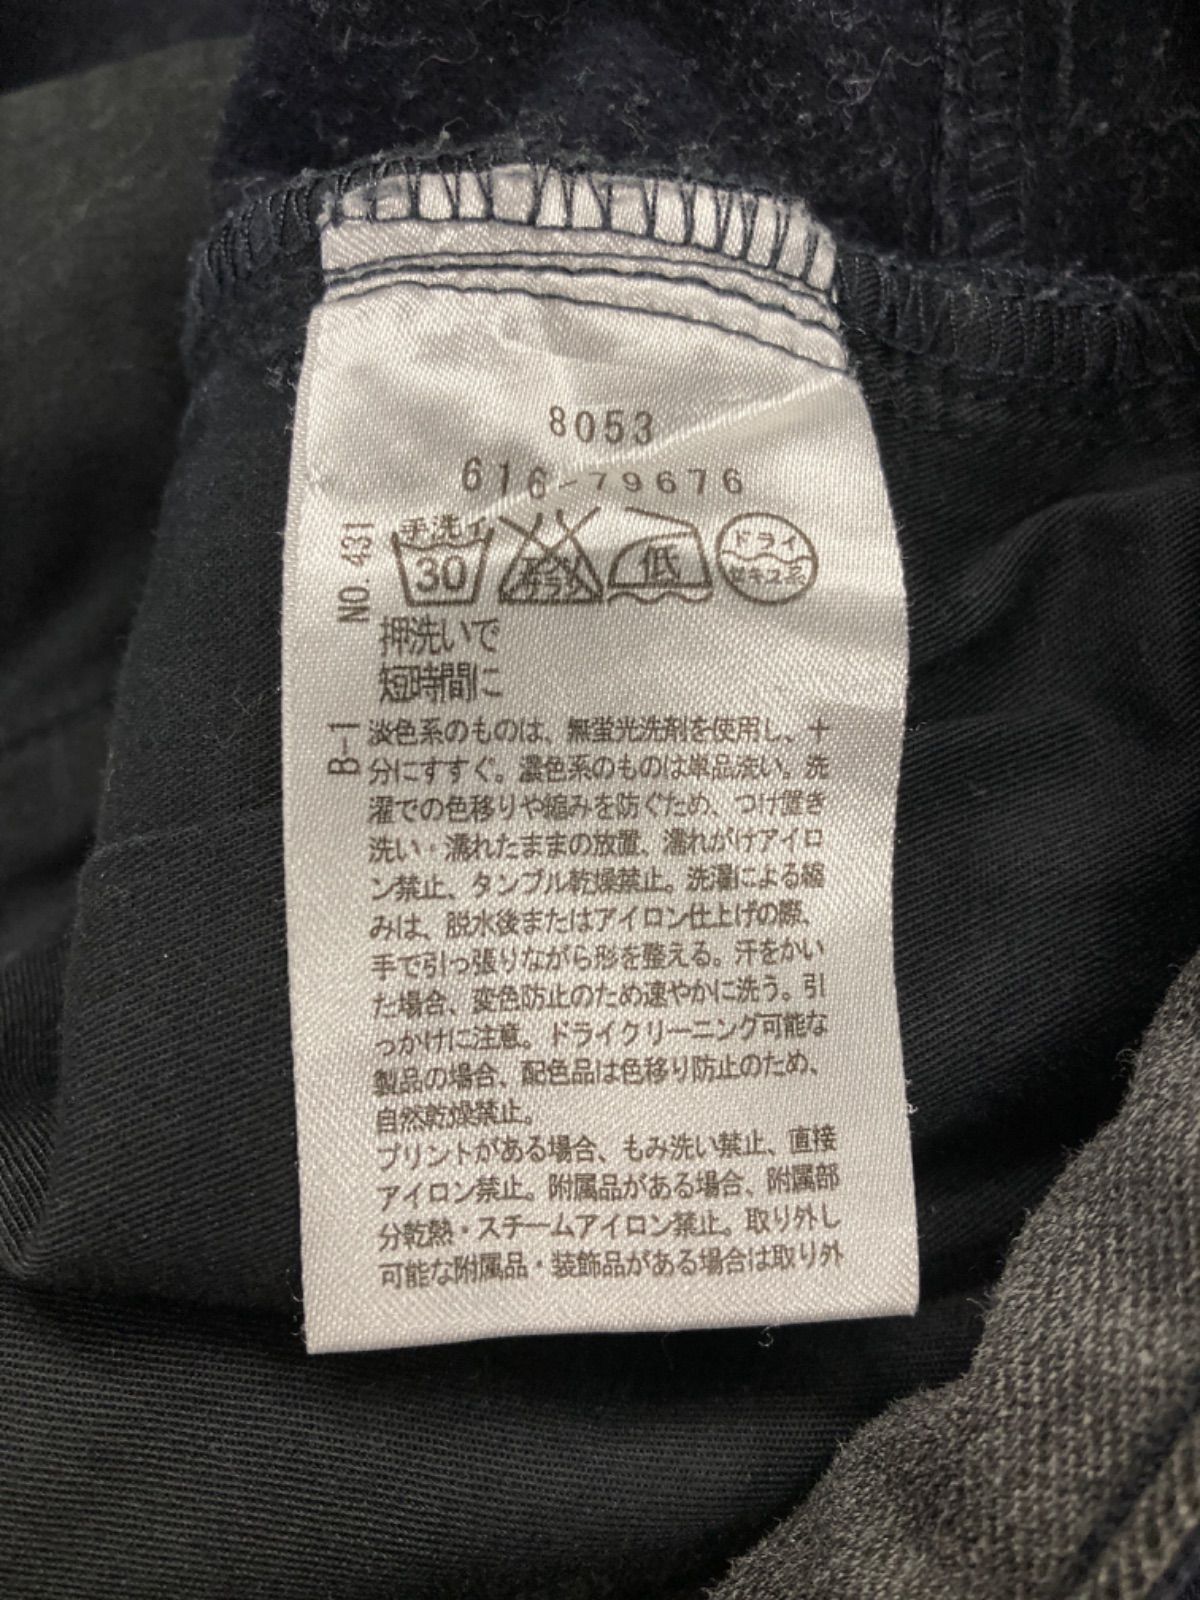 8053
616-79676
NO. 431
手洗イ
30
エンソ
サラシ
低
ドライ
セキユ系
押洗いで
短時間に
B-1
淡色系のものは、無蛍光洗剤を使用し、十
分にすすぐ。濃色系のものは単品洗い。洗
濯での色移りや縮みを防ぐため、つけ置き
洗い・濡れたままの放置、濡れがけアイロ
ン禁止、タンブル乾燥禁止。洗濯による縮
みは、脱水後またはアイロン仕上げの際、
手で引っ張りながら形を整える。汗をかい
た場合、変色防止のため速やかに洗う。引
っかけに注意。ドライクリーニング可能な
製品の場合、配色品は色移り防止のため、
自然乾燥禁止。
プリントがある場合、もみ洗い禁止、直接
アイロン禁止。附属品がある場合、附属部
分乾熱・スチームアイロン禁止。取り外し
可能な附属品・装飾品がある場合は取り外